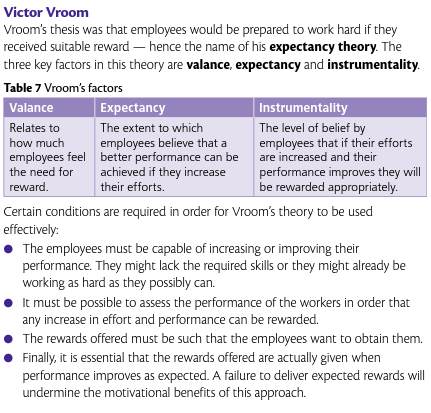 Victor Vroom
Vroom's thesis was that employees would be prepared to work hard if they
received suitable reward — hence the name of his expectancy theory. The
three key factors in this theory are valance, expectancy and instrumentality.
Table 7 Vroom's factors
Valance
Relates to
how much
employees feel
the need for
reward.
Expectancy
The extent to which
employees believe that a
better performance can be
achieved if they increase
their efforts.
Instrumentality
The level of belief by
employees that if their efforts
are increased and their
performance improves they will
be rewarded appropriately.
Certain conditions are required in order for Vroom's theory to be used
effectively:
● The employees must be capable of increasing or improving their
performance. They might lack the required skills or they might already be
working as hard as they possibly can.
● It must be possible to assess the performance of the workers in order that
any increase in effort and performance can be rewarded.
● The rewards offered must be such that the employees want to obtain them.
● Finally, it is essential that the rewards offered are actually given when
performance improves as expected. A failure to deliver expected rewards will
undermine the motivational benefits of this approach.